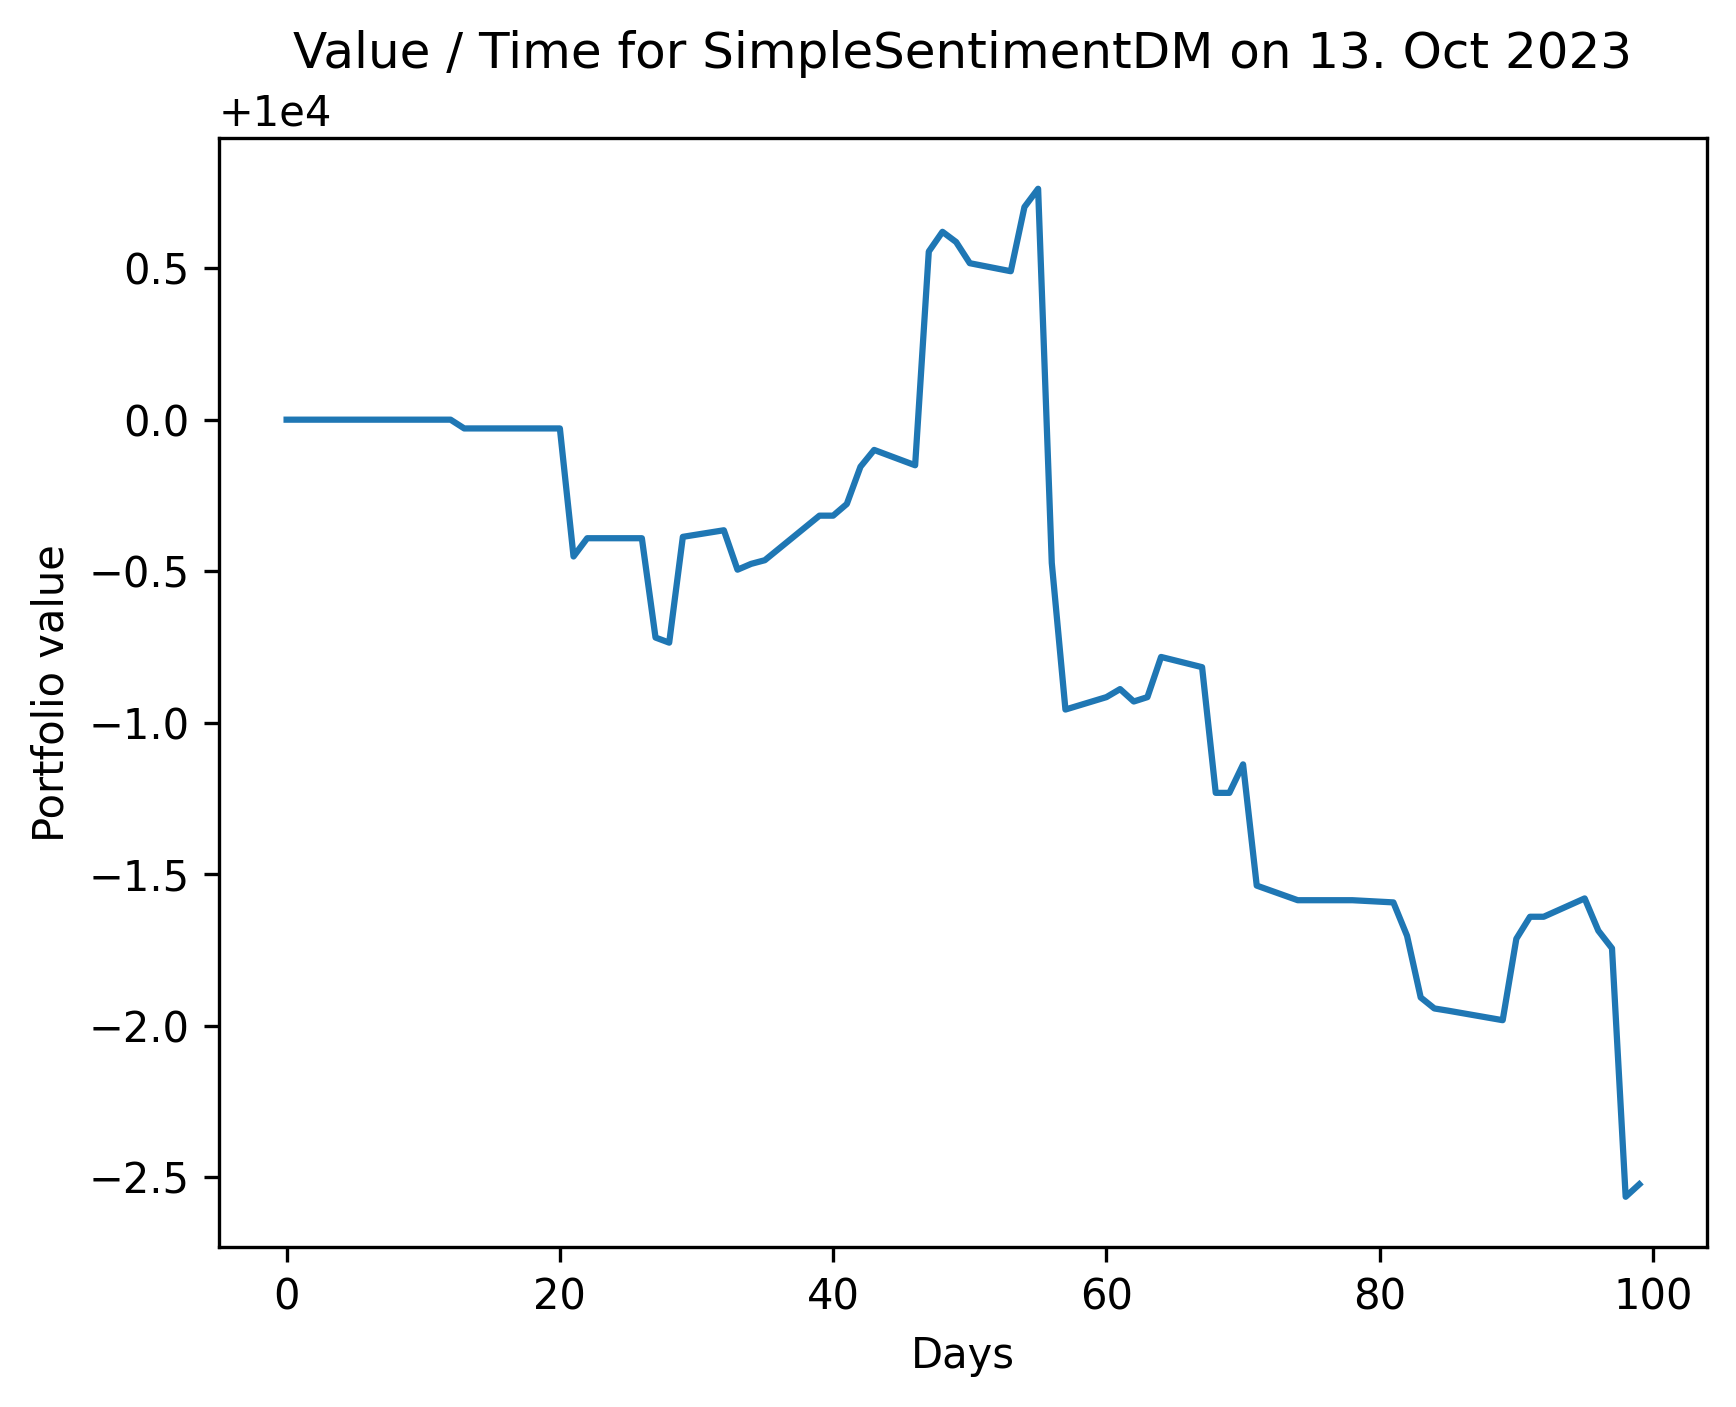 Value / Time for SimpleSentimentDM on 13. Oct 2023
+1e4
0.5
0.0
−0.5
−1.0
−1.5
−2.0
−2.5
Portfolio value
0 20 40 60 80 100
Days